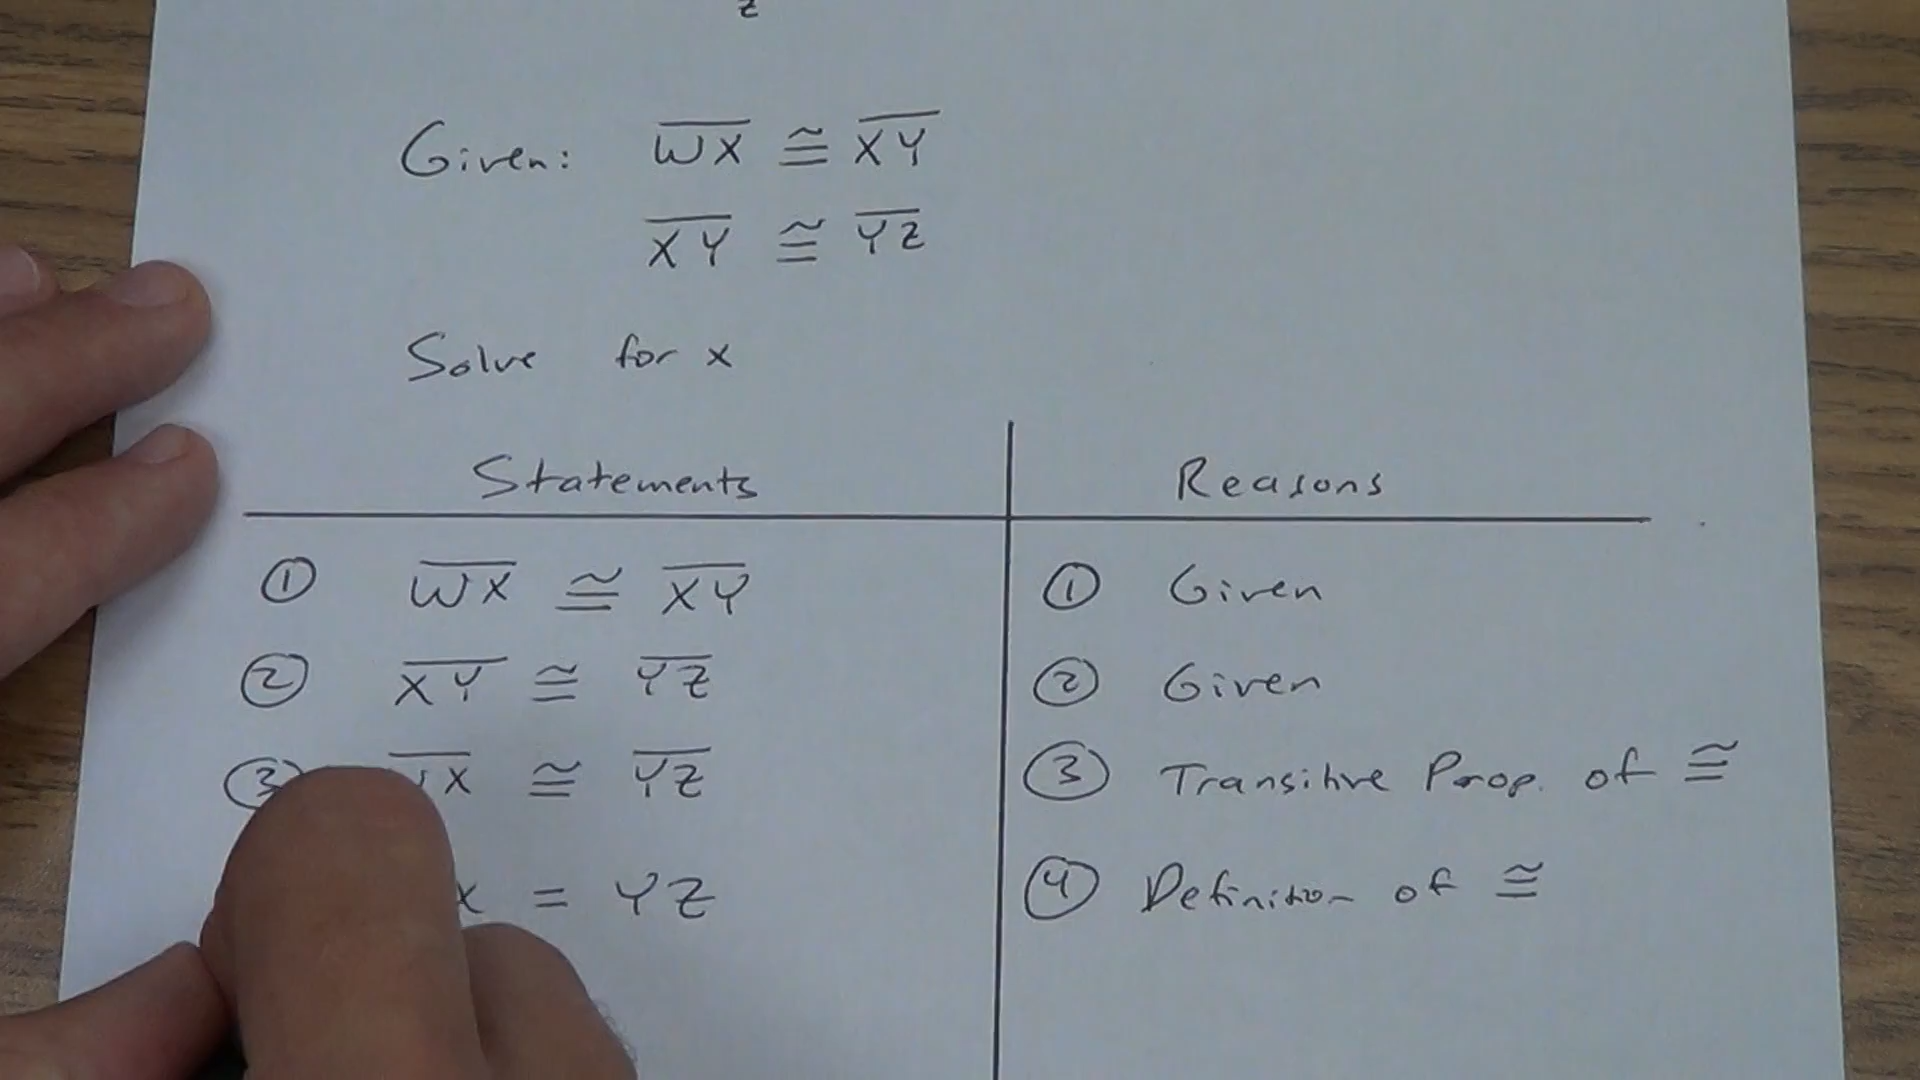 z
Given: WX ≅ XY
XY ≅ YZ
Solve for x
Statements Reasons
① WX ≅ XY ① Given
② XY ≅ YZ ② Given
③ X ≅ YZ ③ Transitive Prop. of ≅
X = YZ ④ Definition of ≅